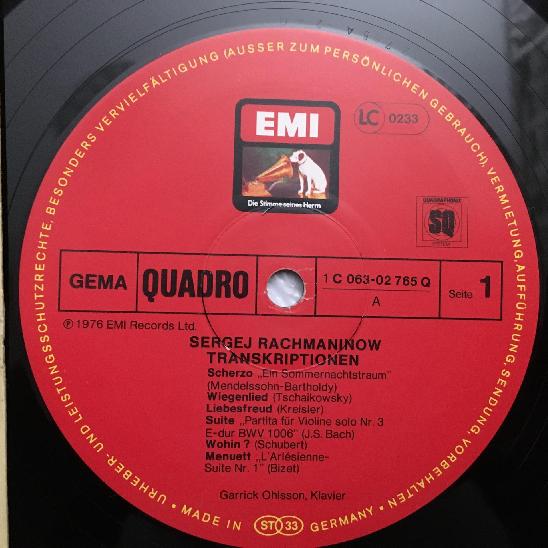 URHEBER- UND LEISTUNGSSCHUTZRECHTE, BESONDERS VERVIELFÄLTIGUNG (AUSSER ZUM PERSÖNLICHEN GEBRAUCH), VERMIETUNG, AUFFÜHRUNG, SENDUNG, VORBEHALTEN
EMI
LC 0233
Die Stimme seines Herrn
QUADRAPHONIE
SQ
SYSTEM
GEMA
QUADRO
1 C 063-02 765 Q
A
Seite 1
℗ 1976 EMI Records Ltd.
SERGEJ RACHMANINOW
TRANSKRIPTIONEN
Scherzo „Ein Sommernachtstraum"
(Mendelssohn-Bartholdy)
Wiegenlied (Tschaikowsky)
Liebesfreud (Kreisler)
Suite „Partita für Violine solo Nr. 3
E-dur BWV 1006" (J.S. Bach)
Wohin ? (Schubert)
Menuett „L'Arlésienne-
Suite Nr. 1" (Bizet)
Garrick Ohlsson, Klavier
• MADE IN ST 33 GERMANY •